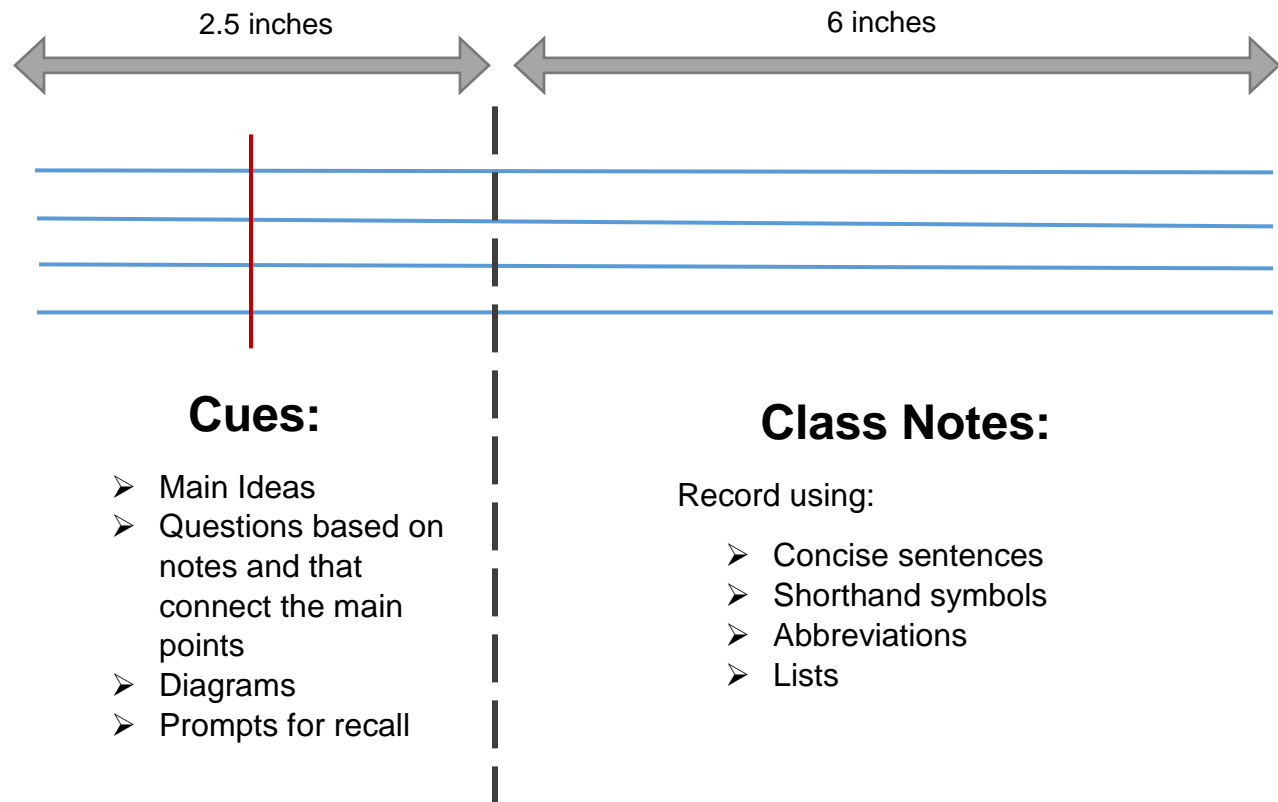 2.5 inches
6 inches
Cues:
➢ Main Ideas
➢ Questions based on
notes and that
connect the main
points
➢ Diagrams
➢ Prompts for recall
Class Notes:
Record using:
➢ Concise sentences
➢ Shorthand symbols
➢ Abbreviations
➢ Lists